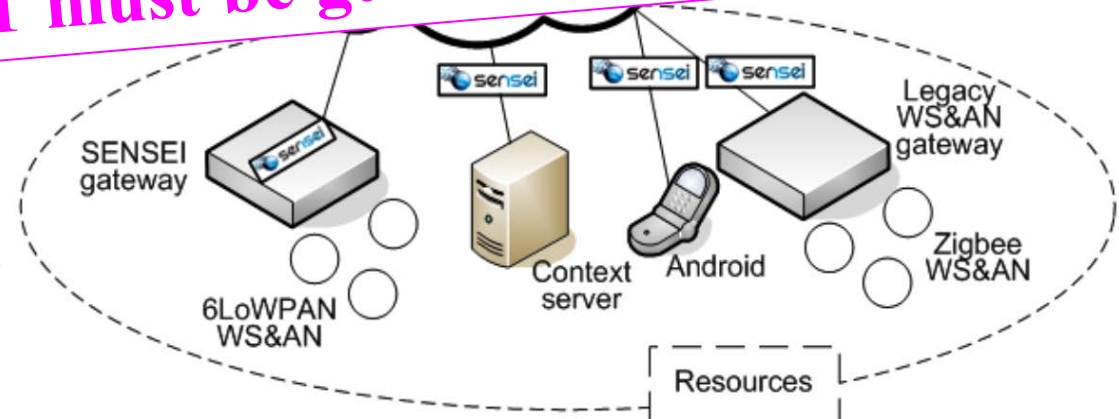 must be
sensei
sensei
sensei
Legacy
WS&AN
gateway
SENSEI
gateway
sensei
Zigbee
WS&AN
Context
server
Android
6LoWPAN
WS&AN
Resources